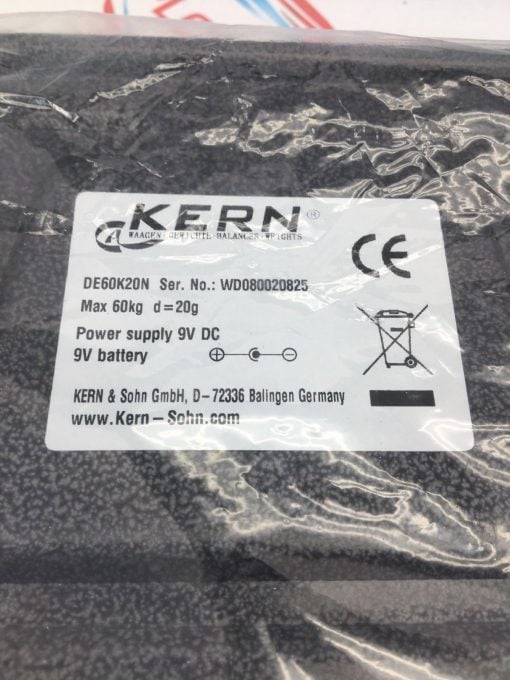 KERN®
WAAGEN·GEWICHTE·BALANCES·WEIGHTS
CE
DE60K20N Ser. No.: WD080020825
Max 60kg d=20g
Power supply 9V DC
9V battery
KERN & Sohn GmbH, D-72336 Balingen Germany
www.Kern-Sohn.com